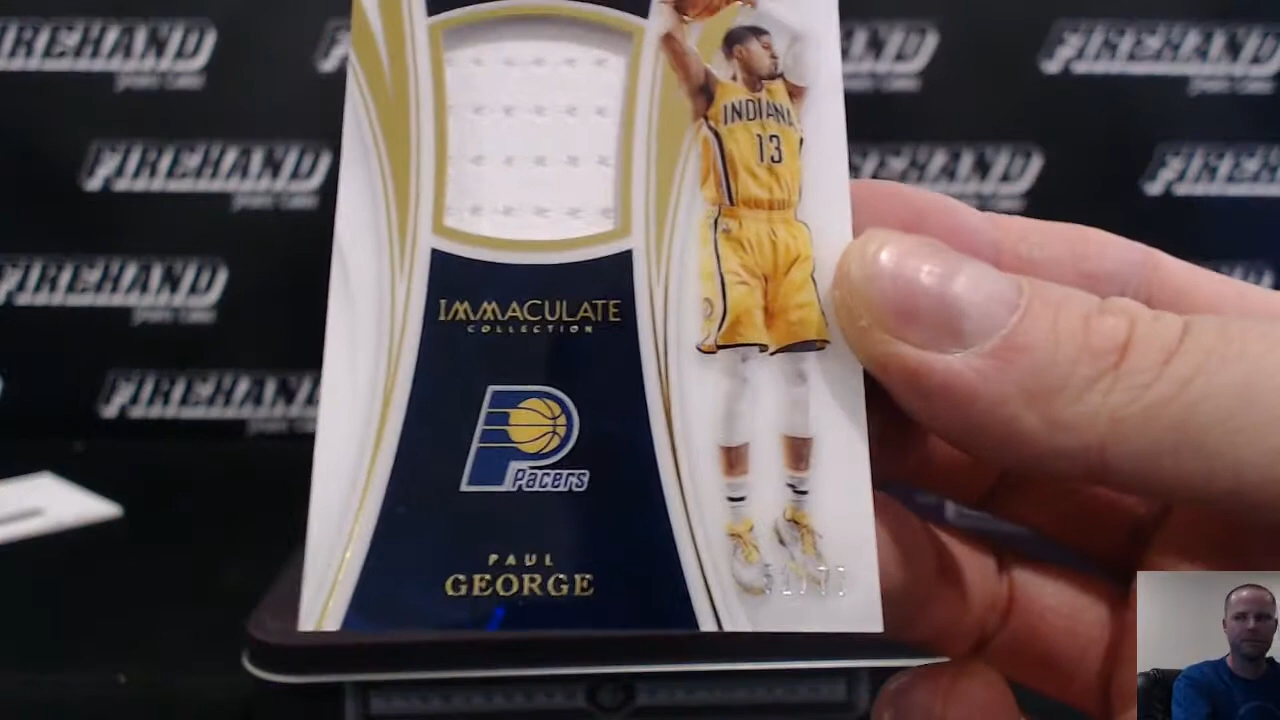 FIREHAND
FIREHAND
FIREHAND
FIREHAND
FIREHAND
FIREHAND
FIREHAND
FIREHAND
INDIANA
13
IMMACULATE
COLLECTION
Pacers
PAUL
GEORGE